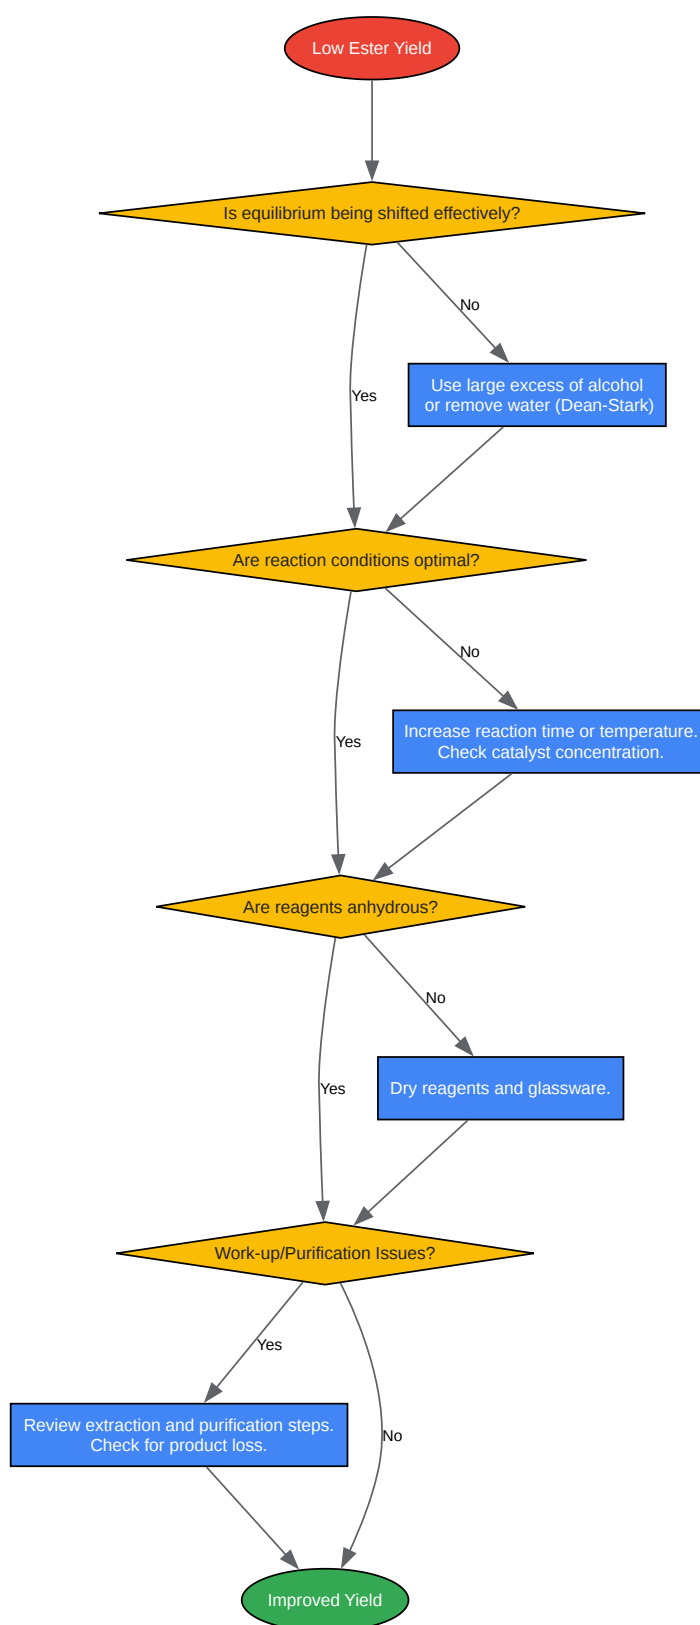 Low Ester Yield
Is equilibrium being shifted effectively?
No
Use large excess of alcohol
or remove water (Dean-Stark)
Yes
Are reaction conditions optimal?
No
Increase reaction time or temperature.
Check catalyst concentration.
Yes
Are reagents anhydrous?
No
Dry reagents and glassware.
Yes
Work-up/Purification Issues?
Yes
Review extraction and purification steps.
Check for product loss.
No
Improved Yield